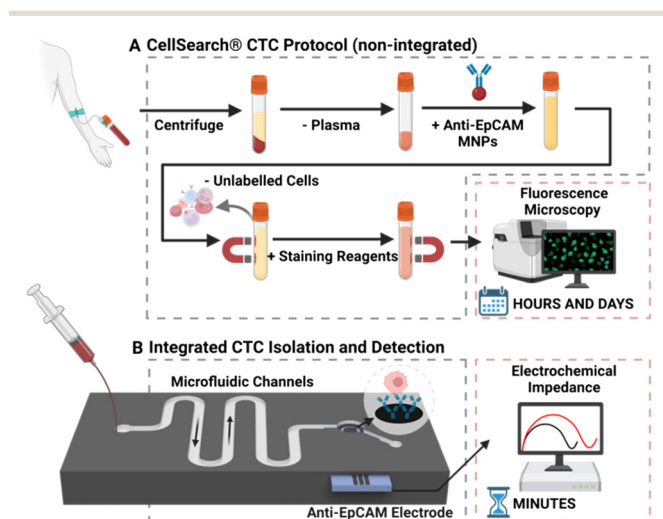 A CellSearch® CTC Protocol (non-integrated)
Centrifuge
- Plasma
+ Anti-EpCAM
MNPs
- Unlabelled Cells
+ Staining Reagents
Fluorescence
Microscopy
HOURS AND DAYS
B Integrated CTC Isolation and Detection
Microfluidic Channels
Anti-EpCAM Electrode
Electrochemical
Impedance
MINUTES